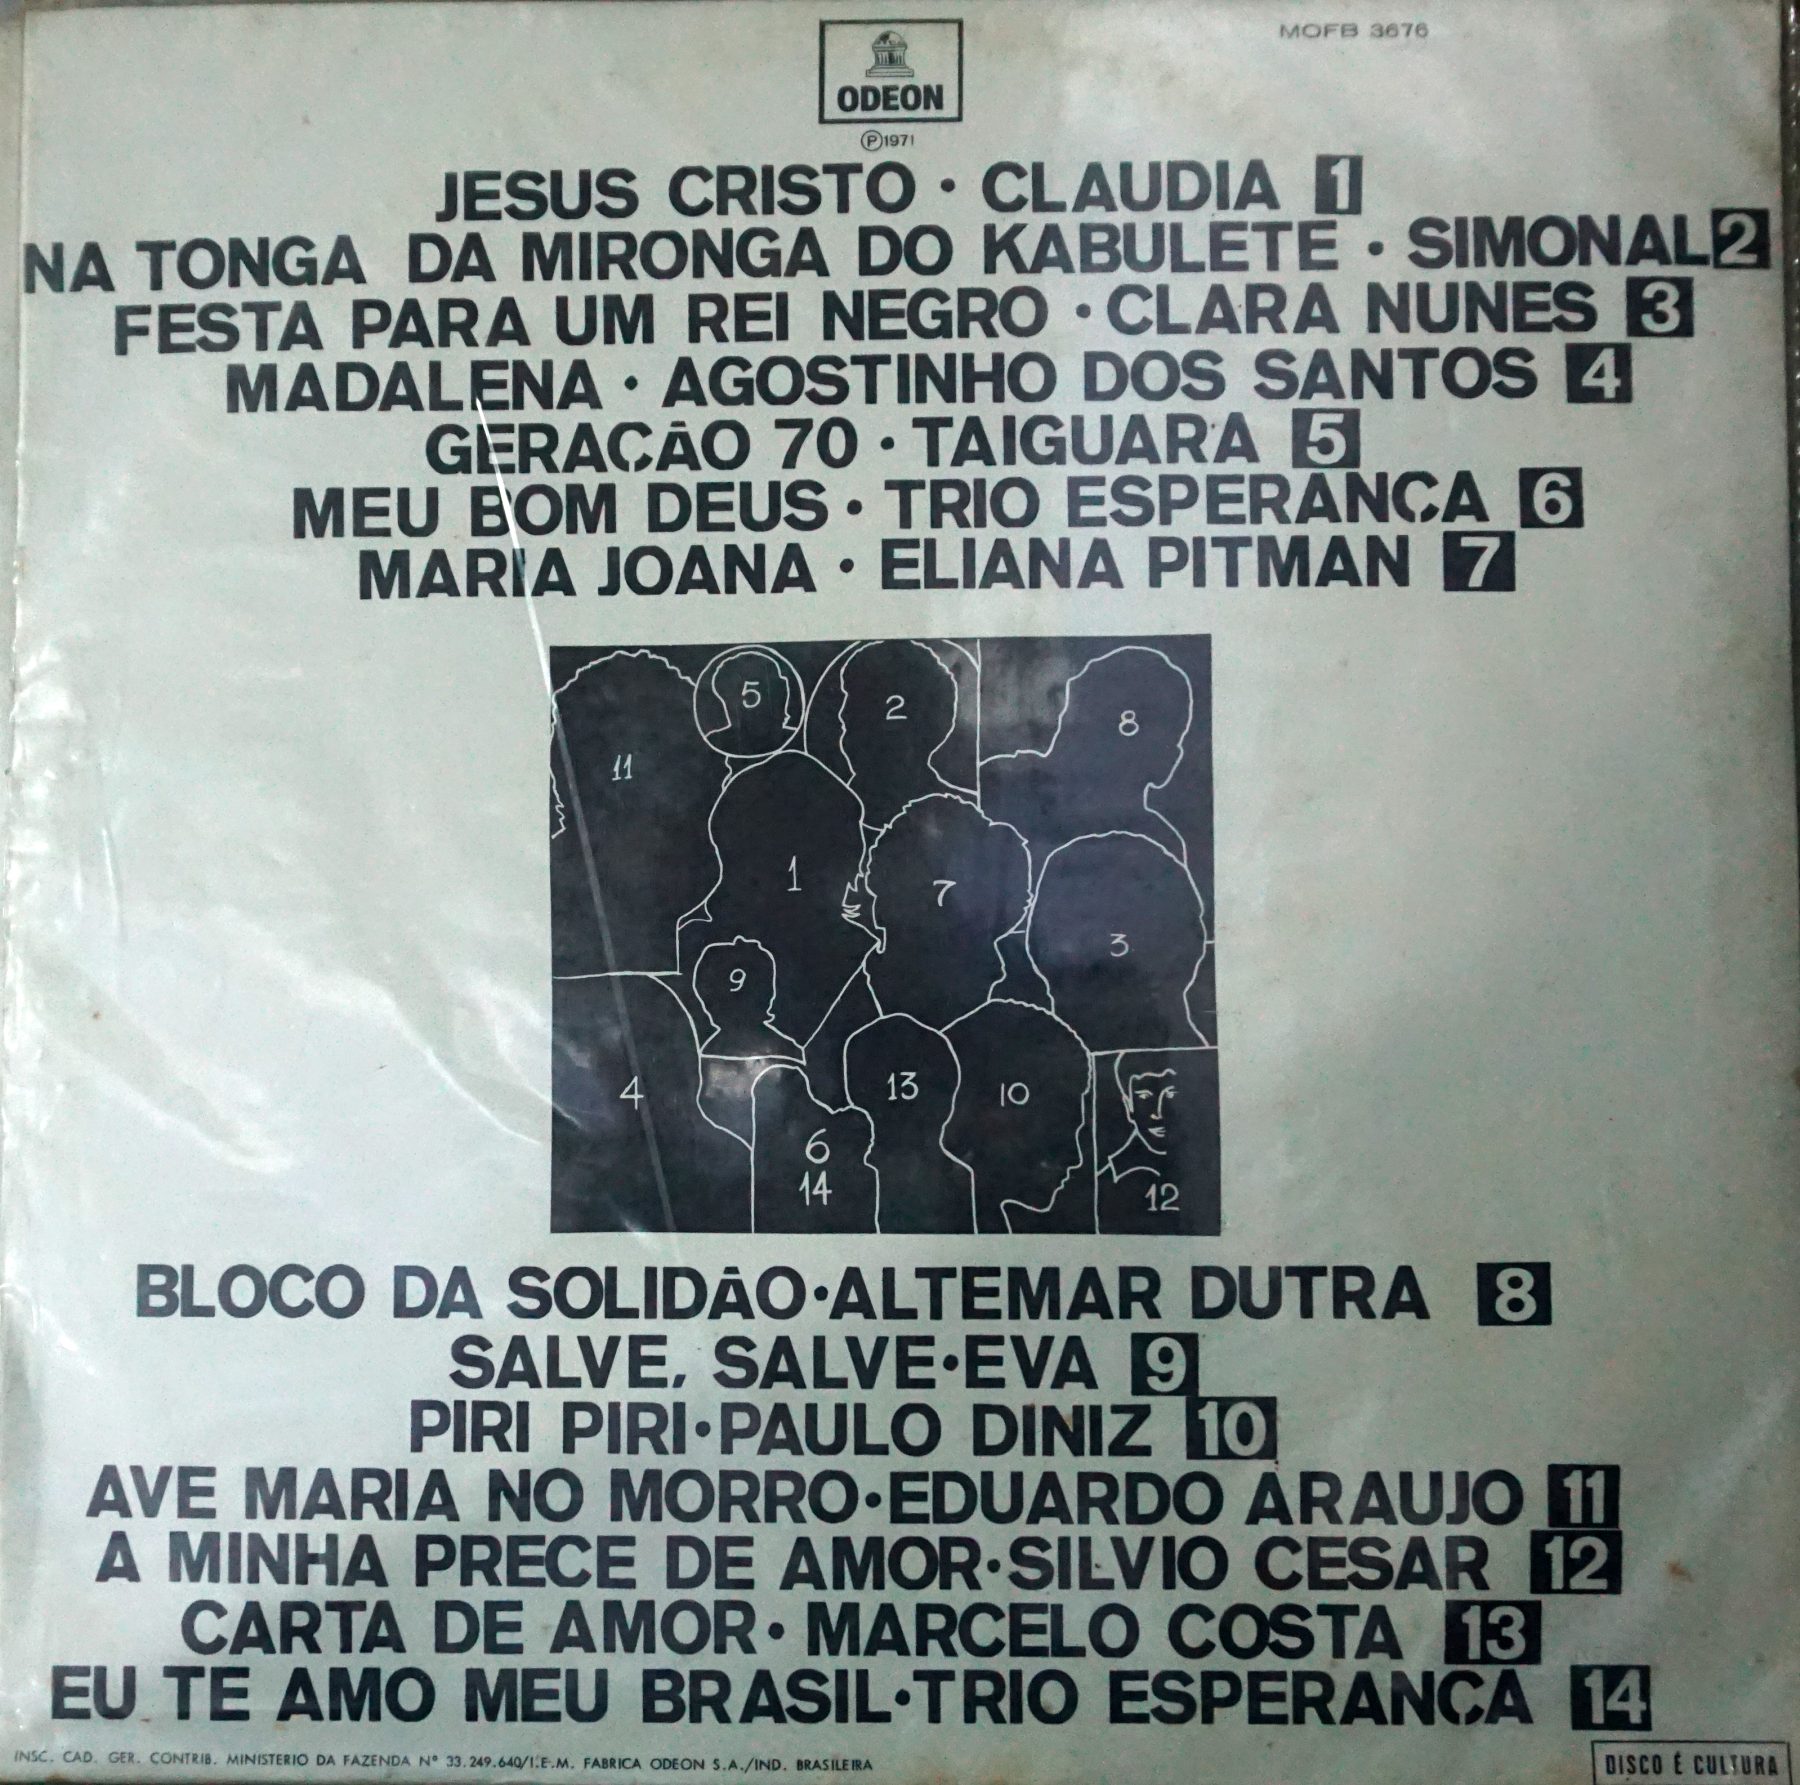 MOFB 3676
ODEON
Ⓟ1971
JESUS CRISTO · CLAUDIA 1
NA TONGA DA MIRONGA DO KABULETE · SIMONAL 2
FESTA PARA UM REI NEGRO · CLARA NUNES 3
MADALENA · AGOSTINHO DOS SANTOS 4
GERAÇÃO 70 · TAIGUARA 5
MEU BOM DEUS · TRIO ESPERANÇA 6
MARIA JOANA · ELIANA PITMAN 7
5
2
8
11
1
7
3
9
4
13
10
6
14
12
BLOCO DA SOLIDÃO · ALTEMAR DUTRA 8
SALVE, SALVE · EVA 9
PIRI PIRI · PAULO DINIZ 10
AVE MARIA NO MORRO · EDUARDO ARAUJO 11
A MINHA PRECE DE AMOR · SILVIO CESAR 12
CARTA DE AMOR · MARCELO COSTA 13
EU TE AMO MEU BRASIL · TRIO ESPERANÇA 14
INSC. CAD. GER. CONTRIB. MINISTERIO DA FAZENDA Nº 33.249.640/I.E.M. FABRICA ODEON S.A./IND. BRASILEIRA
DISCO É CULTURA